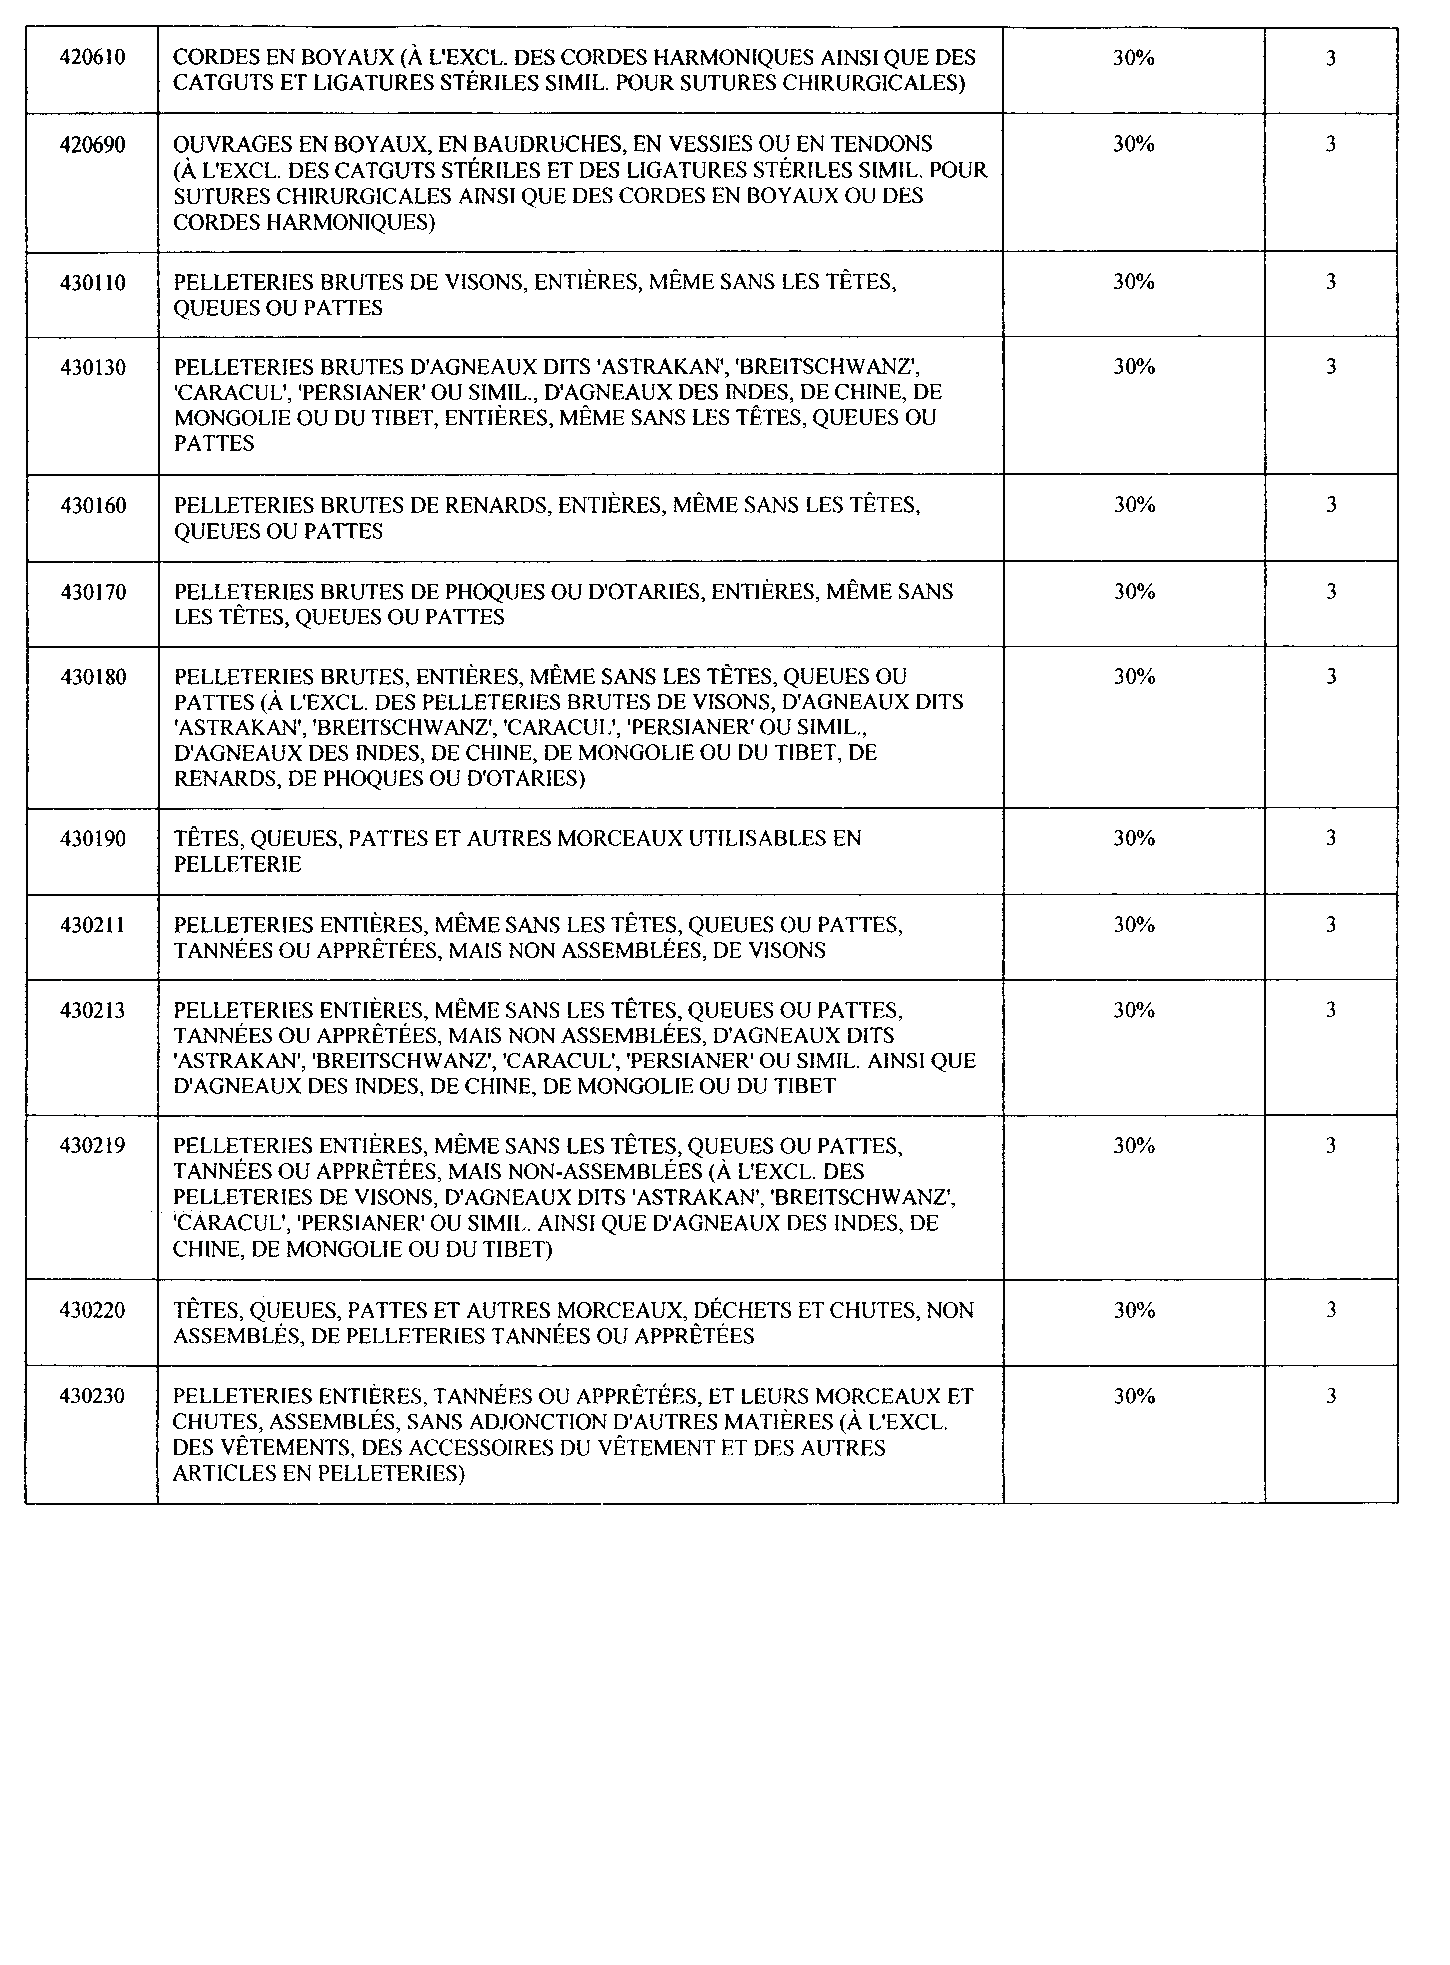 420610 CORDES EN BOYAUX (À L'EXCL. DES CORDES HARMONIQUES AINSI QUE DES 30% 3
CATGUTS ET LIGATURES STÉRILES SIMIL. POUR SUTURES CHIRURGICALES)
420690 OUVRAGES EN BOYAUX, EN BAUDRUCHES, EN VESSIES OU EN TENDONS 30% 3
(À L'EXCL. DES CATGUTS STÉRILES ET DES LIGATURES STÉRILES SIMIL. POUR
SUTURES CHIRURGICALES AINSI QUE DES CORDES EN BOYAUX OU DES
CORDES HARMONIQUES)
430110 PELLETERIES BRUTES DE VISONS, ENTIÈRES, MÊME SANS LES TÊTES, 30% 3
QUEUES OU PATTES
430130 PELLETERIES BRUTES D'AGNEAUX DITS 'ASTRAKAN', 'BREITSCHWANZ', 30% 3
'CARACUL', 'PERSIANER' OU SIMIL., D'AGNEAUX DES INDES, DE CHINE, DE
MONGOLIE OU DU TIBET, ENTIÈRES, MÊME SANS LES TÊTES, QUEUES OU
PATTES
430160 PELLETERIES BRUTES DE RENARDS, ENTIÈRES, MÊME SANS LES TÊTES, 30% 3
QUEUES OU PATTES
430170 PELLETERIES BRUTES DE PHOQUES OU D'OTARIES, ENTIÈRES, MÊME SANS 30% 3
LES TÊTES, QUEUES OU PATTES
430180 PELLETERIES BRUTES, ENTIÈRES, MÊME SANS LES TÊTES, QUEUES OU 30% 3
PATTES (À L'EXCL. DES PELLETERIES BRUTES DE VISONS, D'AGNEAUX DITS
'ASTRAKAN', 'BREITSCHWANZ', 'CARACUL', 'PERSIANER' OU SIMIL.,
D'AGNEAUX DES INDES, DE CHINE, DE MONGOLIE OU DU TIBET, DE
RENARDS, DE PHOQUES OU D'OTARIES)
430190 TÊTES, QUEUES, PATTES ET AUTRES MORCEAUX UTILISABLES EN 30% 3
PELLETERIE
430211 PELLETERIES ENTIÈRES, MÊME SANS LES TÊTES, QUEUES OU PATTES, 30% 3
TANNÉES OU APPRÊTÉES, MAIS NON ASSEMBLÉES, DE VISONS
430213 PELLETERIES ENTIÈRES, MÊME SANS LES TÊTES, QUEUES OU PATTES, 30% 3
TANNÉES OU APPRÊTÉES, MAIS NON ASSEMBLÉES, D'AGNEAUX DITS
'ASTRAKAN', 'BREITSCHWANZ', 'CARACUL', 'PERSIANER' OU SIMIL. AINSI QUE
D'AGNEAUX DES INDES, DE CHINE, DE MONGOLIE OU DU TIBET
430219 PELLETERIES ENTIÈRES, MÊME SANS LES TÊTES, QUEUES OU PATTES, 30% 3
TANNÉES OU APPRÊTÉES, MAIS NON-ASSEMBLÉES (À L'EXCL. DES
PELLETERIES DE VISONS, D'AGNEAUX DITS 'ASTRAKAN', 'BREITSCHWANZ',
'CARACUL', 'PERSIANER' OU SIMIL. AINSI QUE D'AGNEAUX DES INDES, DE
CHINE, DE MONGOLIE OU DU TIBET)
430220 TÊTES, QUEUES, PATTES ET AUTRES MORCEAUX, DÉCHETS ET CHUTES, NON 30% 3
ASSEMBLÉS, DE PELLETERIES TANNÉES OU APPRÊTÉES
430230 PELLETERIES ENTIÈRES, TANNÉES OU APPRÊTÉES, ET LEURS MORCEAUX ET 30% 3
CHUTES, ASSEMBLÉS, SANS ADJONCTION D'AUTRES MATIÈRES (À L'EXCL.
DES VÊTEMENTS, DES ACCESSOIRES DU VÊTEMENT ET DES AUTRES
ARTICLES EN PELLETERIES)